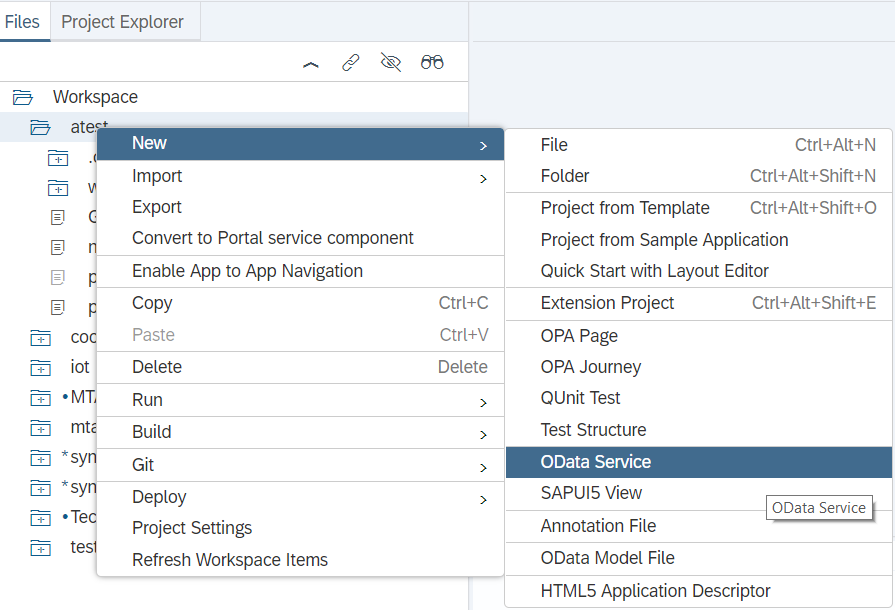 Files Project Explorer
Workspace
atest
New
Import
Export
Convert to Portal service component
Enable App to App Navigation
Copy Ctrl+C
Paste Ctrl+V
Delete Delete
Run
Build
Git
Deploy
Project Settings
Refresh Workspace Items
File Ctrl+Alt+N
Folder Ctrl+Alt+Shift+N
Project from Template Ctrl+Alt+Shift+O
Project from Sample Application
Quick Start with Layout Editor
Extension Project Ctrl+Alt+Shift+E
OPA Page
OPA Journey
QUnit Test
Test Structure
OData Service
SAPUI5 View
OData Service
Annotation File
OData Model File
HTML5 Application Descriptor
iot
•MTA
mta
*syn
*syn
•Tec
test